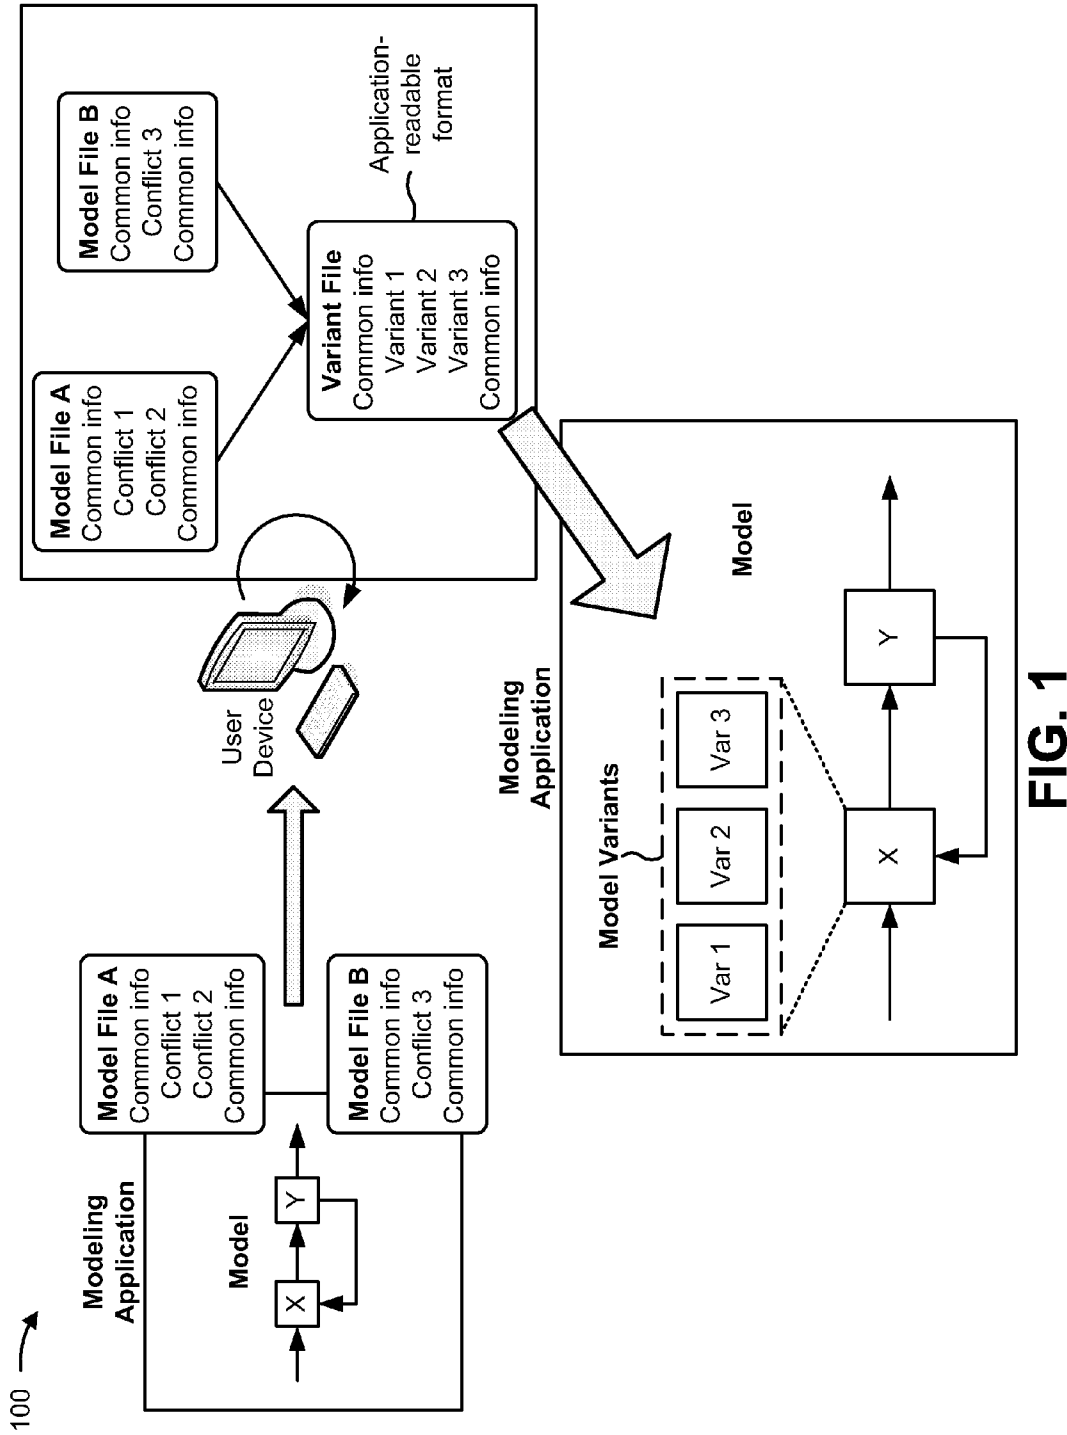 100
Modeling
Application
Model
X
Y
Model File A
Common info
Conflict 1
Conflict 2
Common info
Model File B
Common info
Conflict 3
Common info
User
Device
Model File A
Common info
Conflict 1
Conflict 2
Common info
Model File B
Common info
Conflict 3
Common info
Variant File
Common info
Variant 1
Variant 2
Variant 3
Common info
Application-
readable
format
Modeling
Application
Model Variants
Var 1
Var 2
Var 3
Model
X
Y
FIG. 1